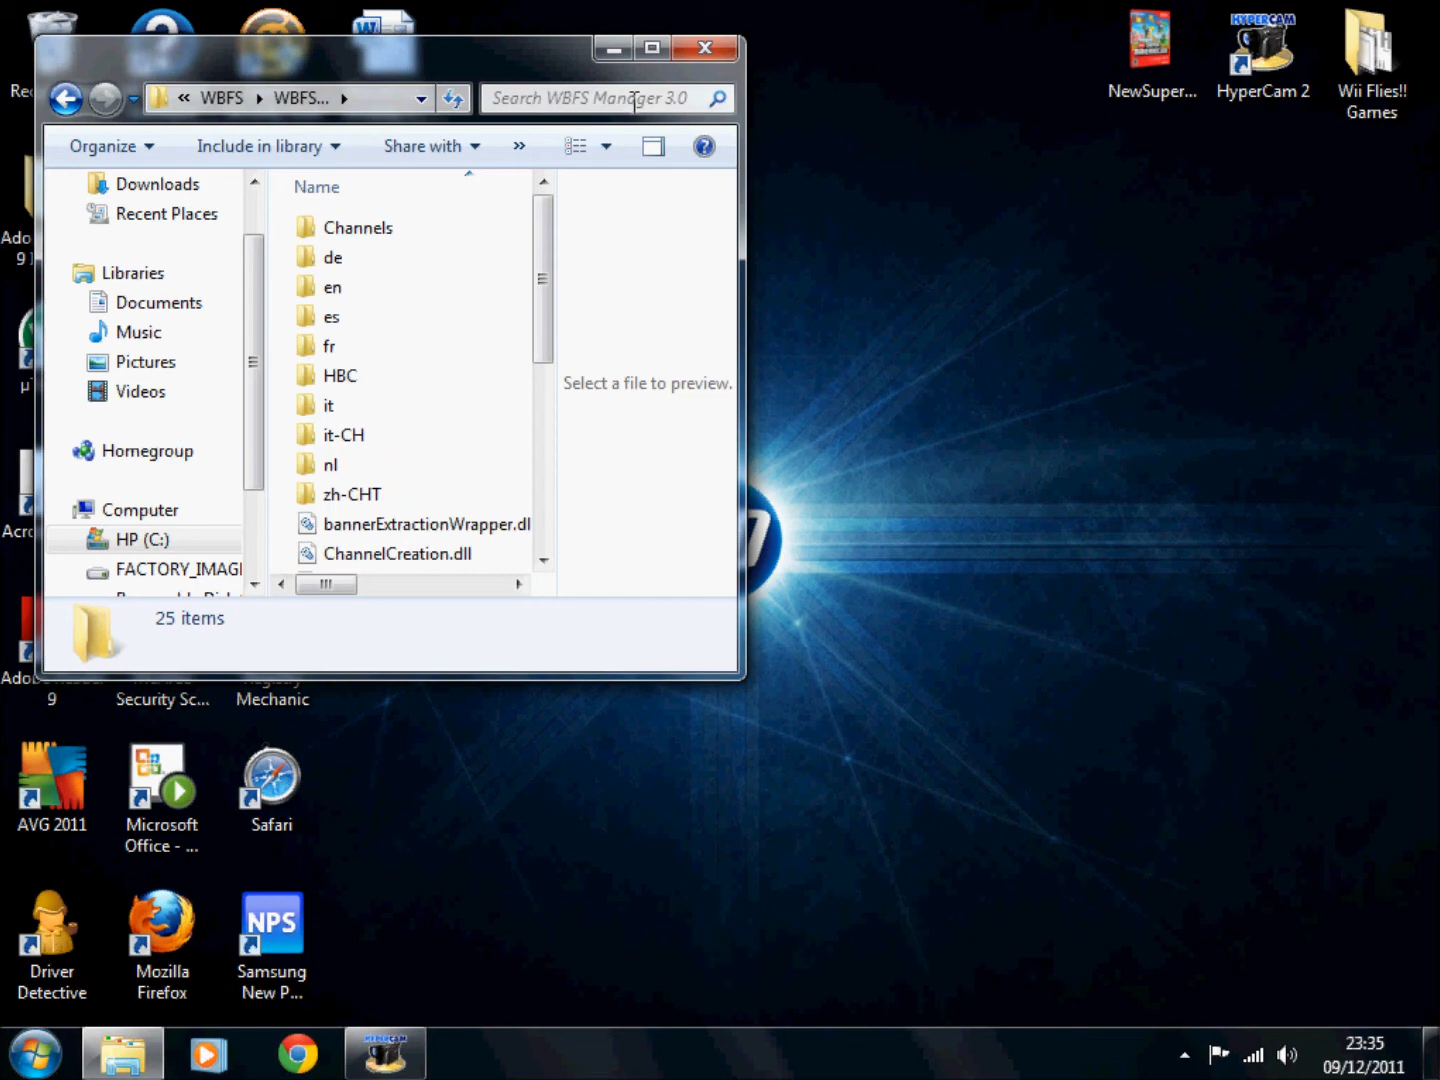 NewSuper...
HyperCam 2
Wii Flies!!
Games
WBFS
WBFS...
Search WBFS Manager 3.0
Organize
Include in library
Share with
»
Downloads
Recent Places
Libraries
Documents
Music
Pictures
Videos
Homegroup
Computer
HP (C:)
FACTORY_IMAG
Name
Channels
de
en
es
fr
HBC
it
it-CH
nl
zh-CHT
bannerExtractionWrapper.dl
ChannelCreation.dll
Select a file to preview.
25 items
9
Security Sc...
Mechanic
AVG 2011
Microsoft
Office - ...
Safari
Driver
Detective
Mozilla
Firefox
NPS
Samsung
New P...
HYPERCAM
HYPERCAM
23:35
09/12/2011